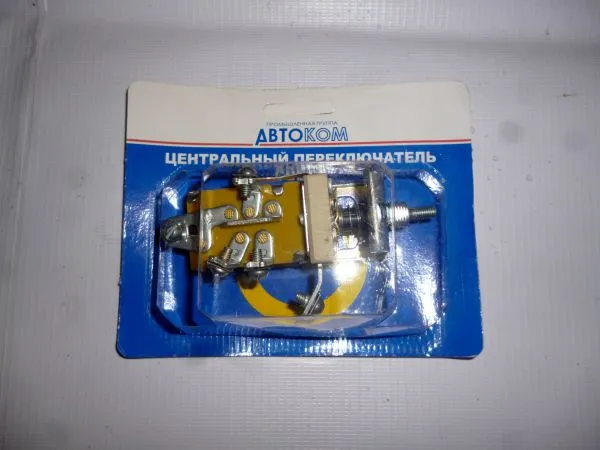 ПРОМЫШЛЕННАЯ ГРУППА
АВТОКОМ
ЦЕНТРАЛЬНЫЙ ПЕРЕКЛЮЧАТЕЛЬ